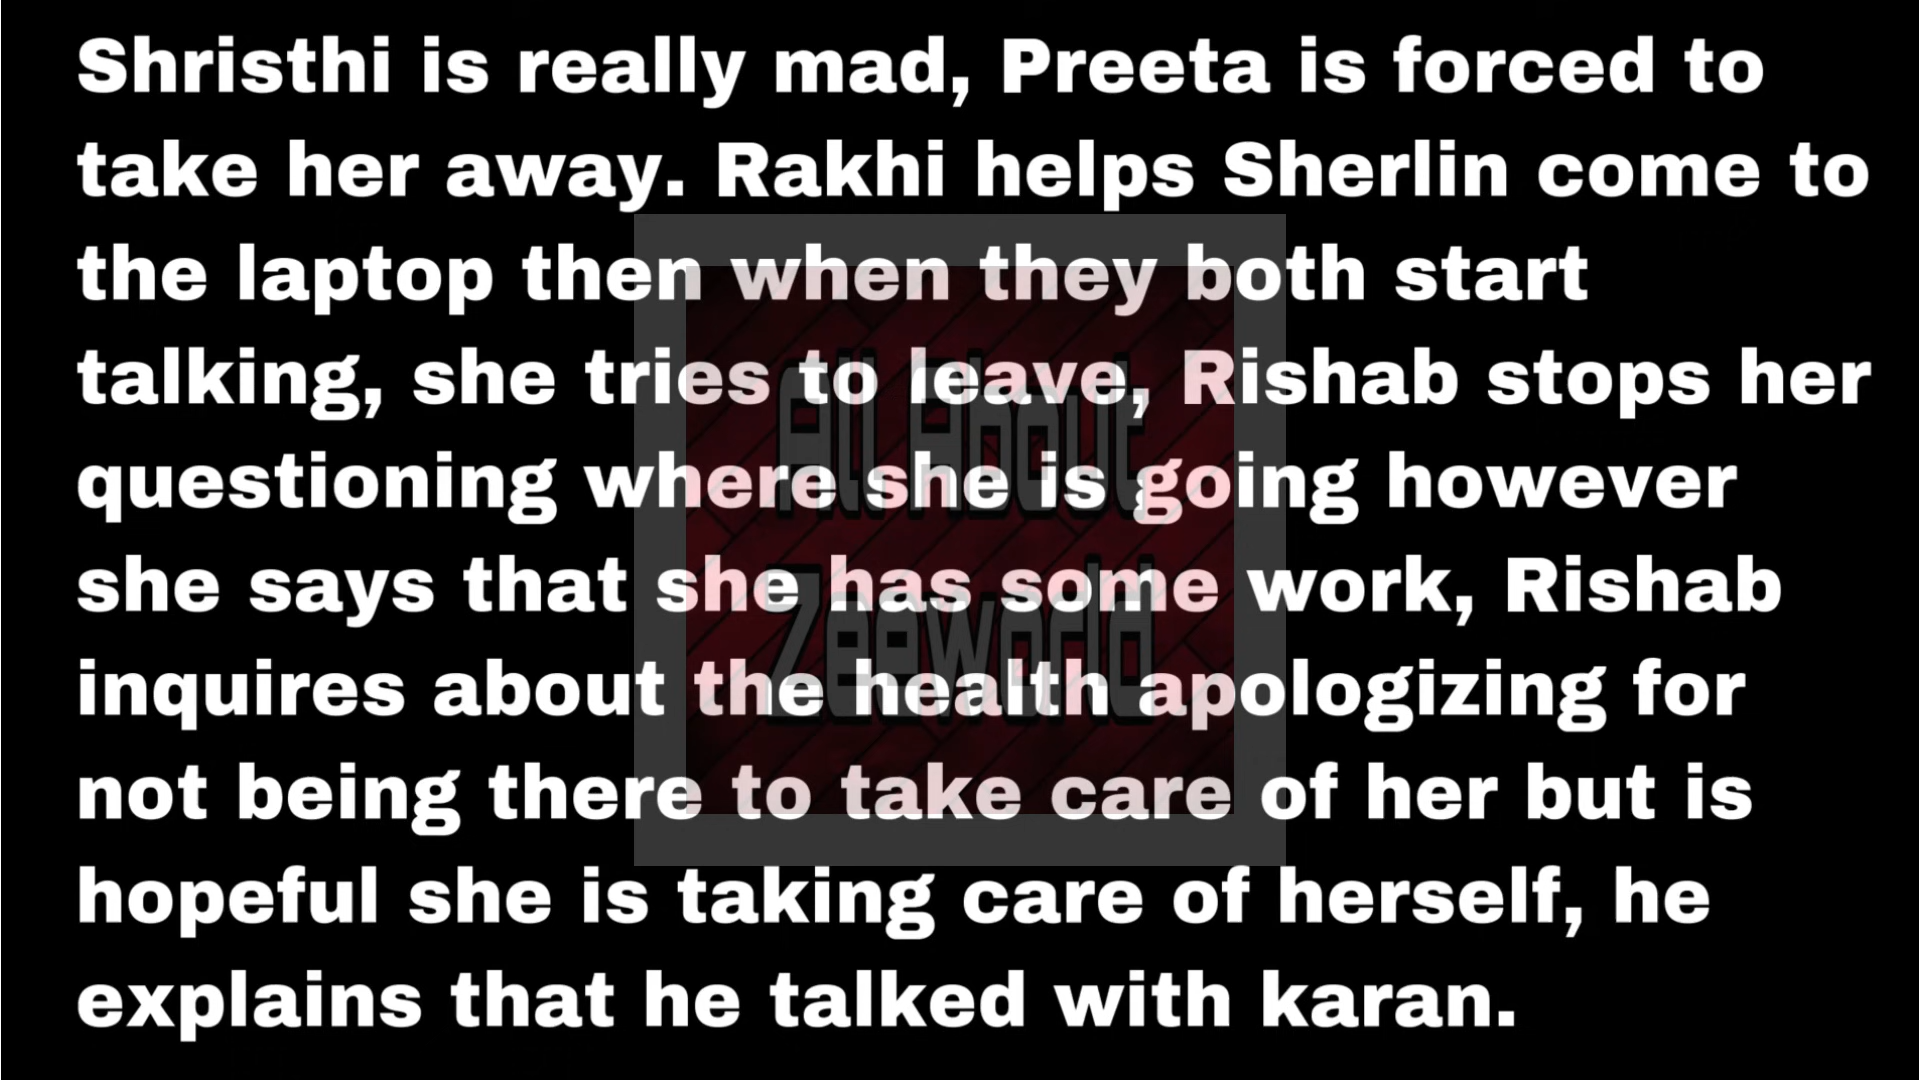 Shristhi is really mad, Preeta is forced to
take her away. Rakhi helps Sherlin come to
the laptop then when they both start
talking, she tries to leave, Rishab stops her
questioning where she is going however
she says that she has some work, Rishab
inquires about the health apologizing for
not being there to take care of her but is
hopeful she is taking care of herself, he
explains that he talked with karan.
All About
Zeeworld